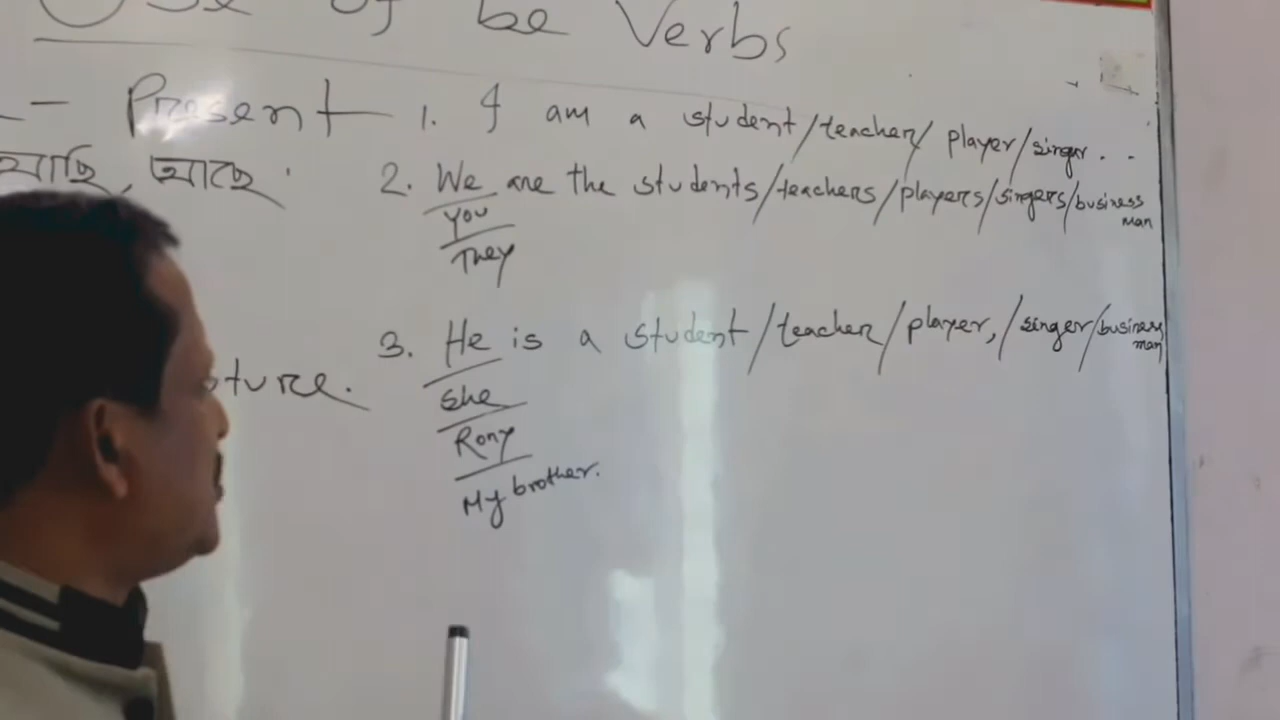 Use of be Verbs
- Present 1. I am a student/teacher/player/singer..
আছি, আছে 2. We are the students/teachers/players/singers/business
man
you
They
3. He is a student/teacher/player,/singer/business
man
She
Rony
My brother.